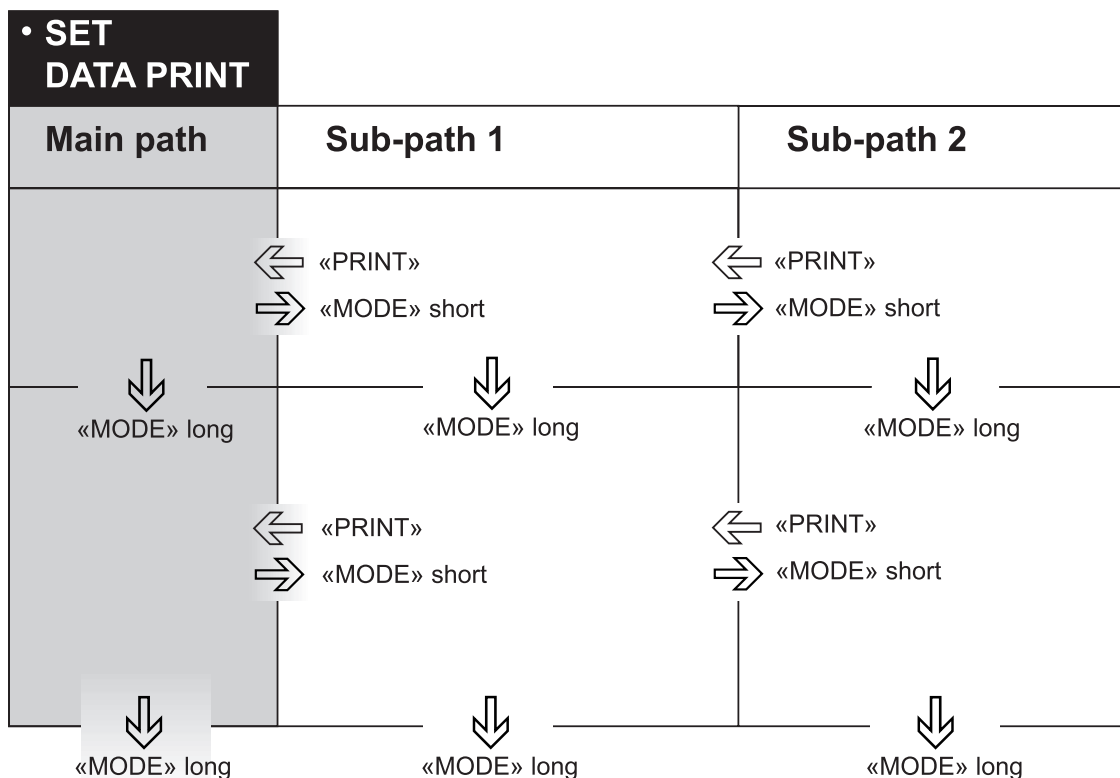 • SET
DATA PRINT
Main path Sub-path 1 Sub-path 2
«PRINT» «PRINT»
«MODE» short «MODE» short
«MODE» long «MODE» long «MODE» long
«PRINT» «PRINT»
«MODE» short «MODE» short
«MODE» long «MODE» long «MODE» long